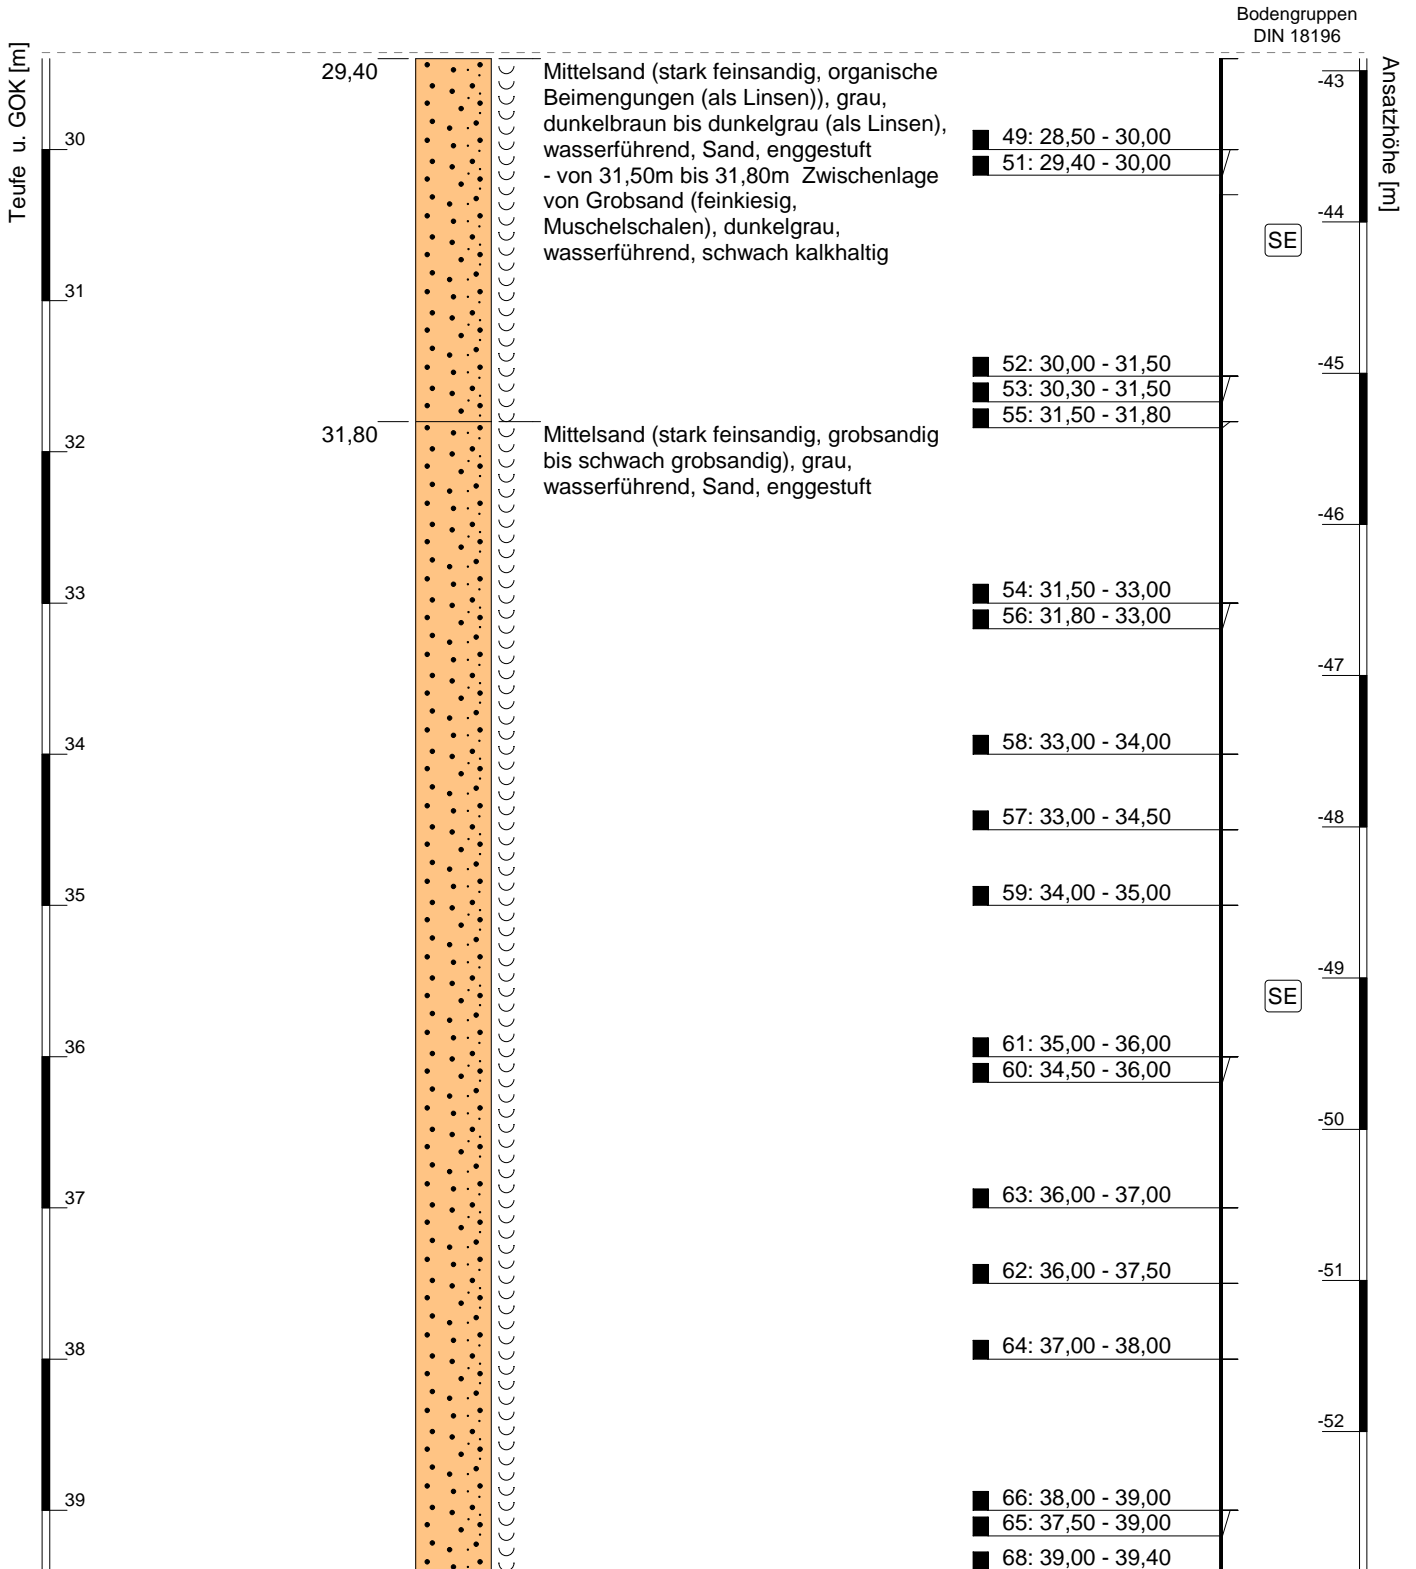 Bodengruppen
DIN 18196
Teufe u. GOK [m]
Ansatzhöhe [m]
29,40
Mittelsand (stark feinsandig, organische
Beimengungen (als Linsen)), grau,
dunkelbraun bis dunkelgrau (als Linsen),
wasserführend, Sand, enggestuft
- von 31,50m bis 31,80m Zwischenlage
von Grobsand (feinkiesig,
Muschelschalen), dunkelgrau,
wasserführend, schwach kalkhaltig
-43
30
49: 28,50 - 30,00
51: 29,40 - 30,00
-44
SE
31
52: 30,00 - 31,50
53: 30,30 - 31,50
55: 31,50 - 31,80
-45
31,80
Mittelsand (stark feinsandig, grobsandig
bis schwach grobsandig), grau,
wasserführend, Sand, enggestuft
32
-46
33
54: 31,50 - 33,00
56: 31,80 - 33,00
-47
34
58: 33,00 - 34,00
57: 33,00 - 34,50
-48
35
59: 34,00 - 35,00
-49
SE
36
61: 35,00 - 36,00
60: 34,50 - 36,00
-50
37
63: 36,00 - 37,00
62: 36,00 - 37,50
-51
38
64: 37,00 - 38,00
-52
39
66: 38,00 - 39,00
65: 37,50 - 39,00
68: 39,00 - 39,40